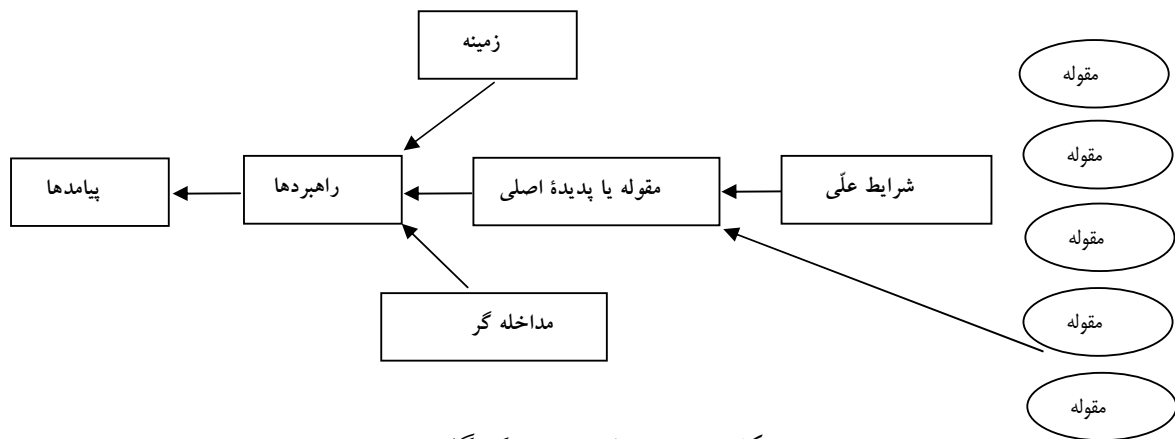 زمینه
مقوله
مقوله
شرایط علّی
مقوله یا پدیدهٔ اصلی
راهبردها
پیامدها
مقوله
مداخله گر
مقوله
مقوله